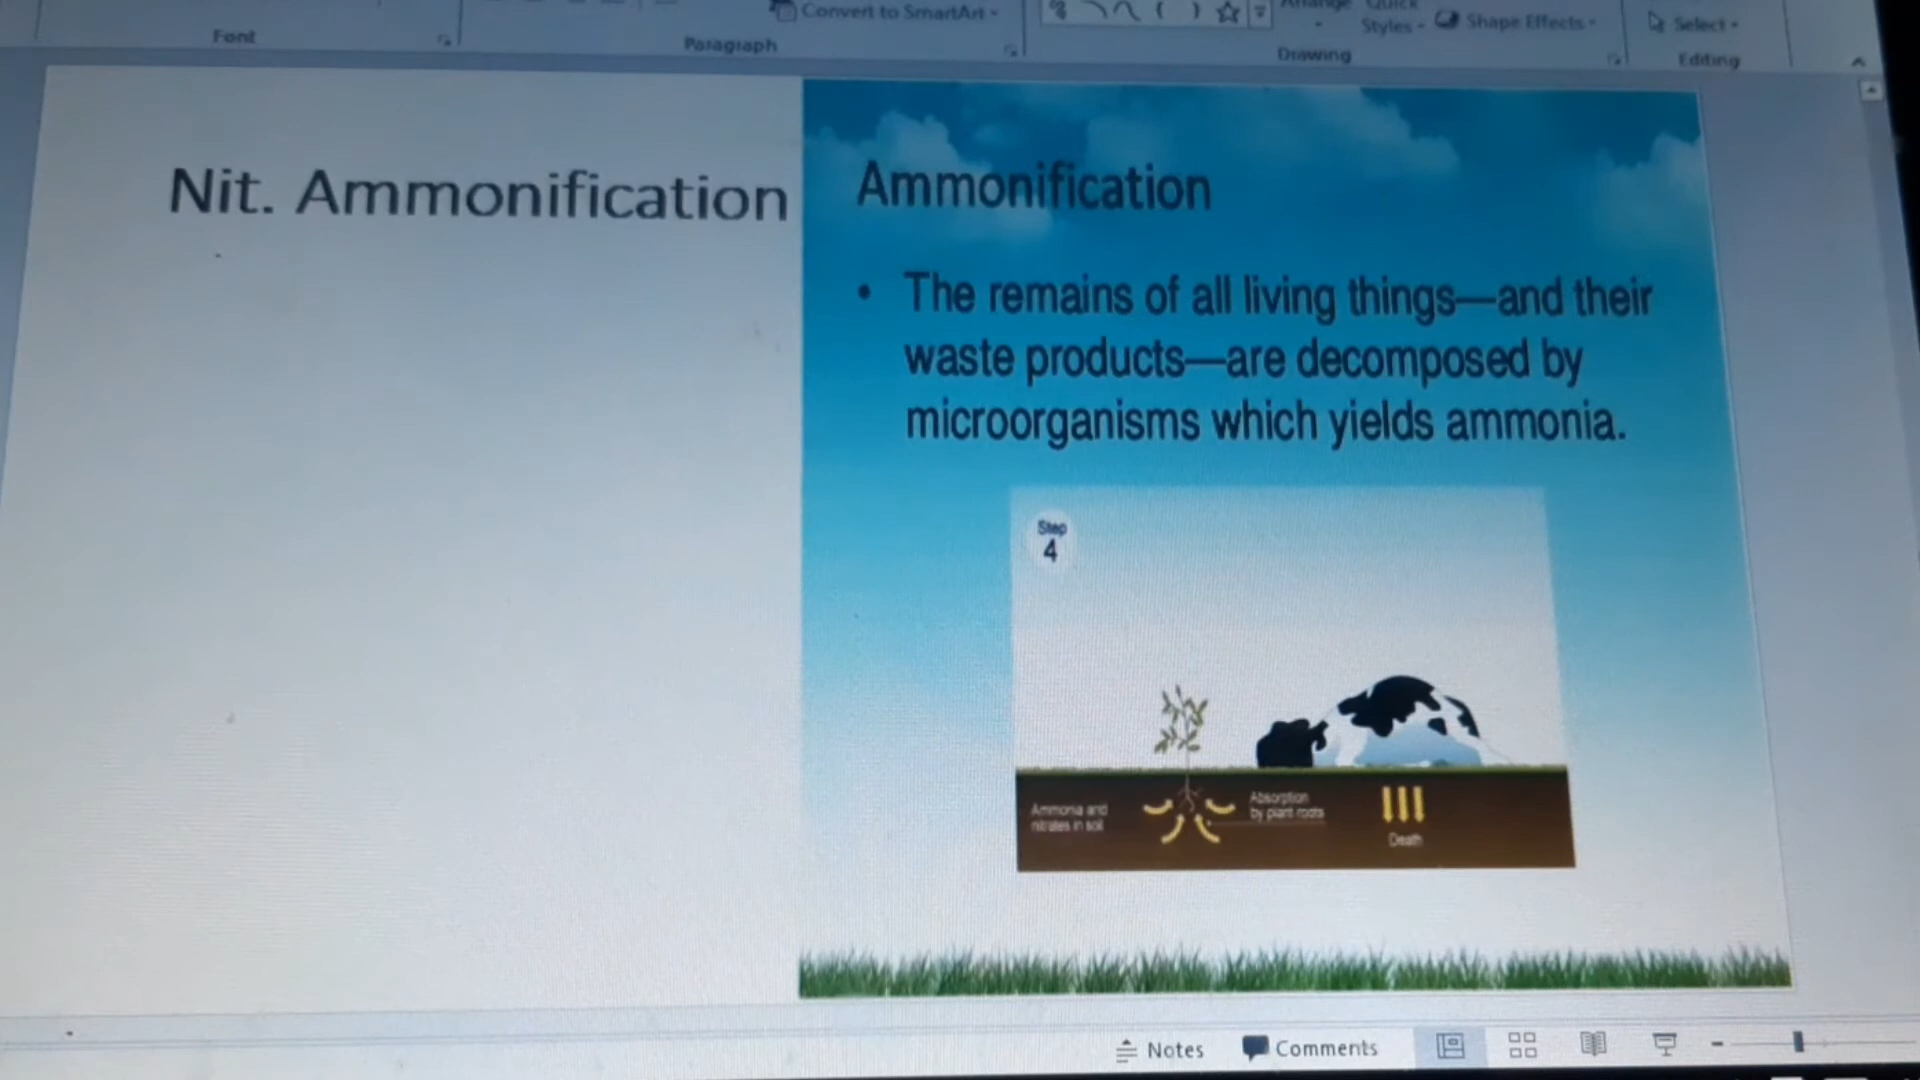 Convert to SmartArt
Arrange
Quick
Styles
Shape Effects
Select
Font
Paragraph
Drawing
Editing
Nit. Ammonification
Ammonification
• The remains of all living things—and their
waste products—are decomposed by
microorganisms which yields ammonia.
Step
4
Ammonia and
nitrates in soil
Absorption
by plant roots
Death
Notes
Comments